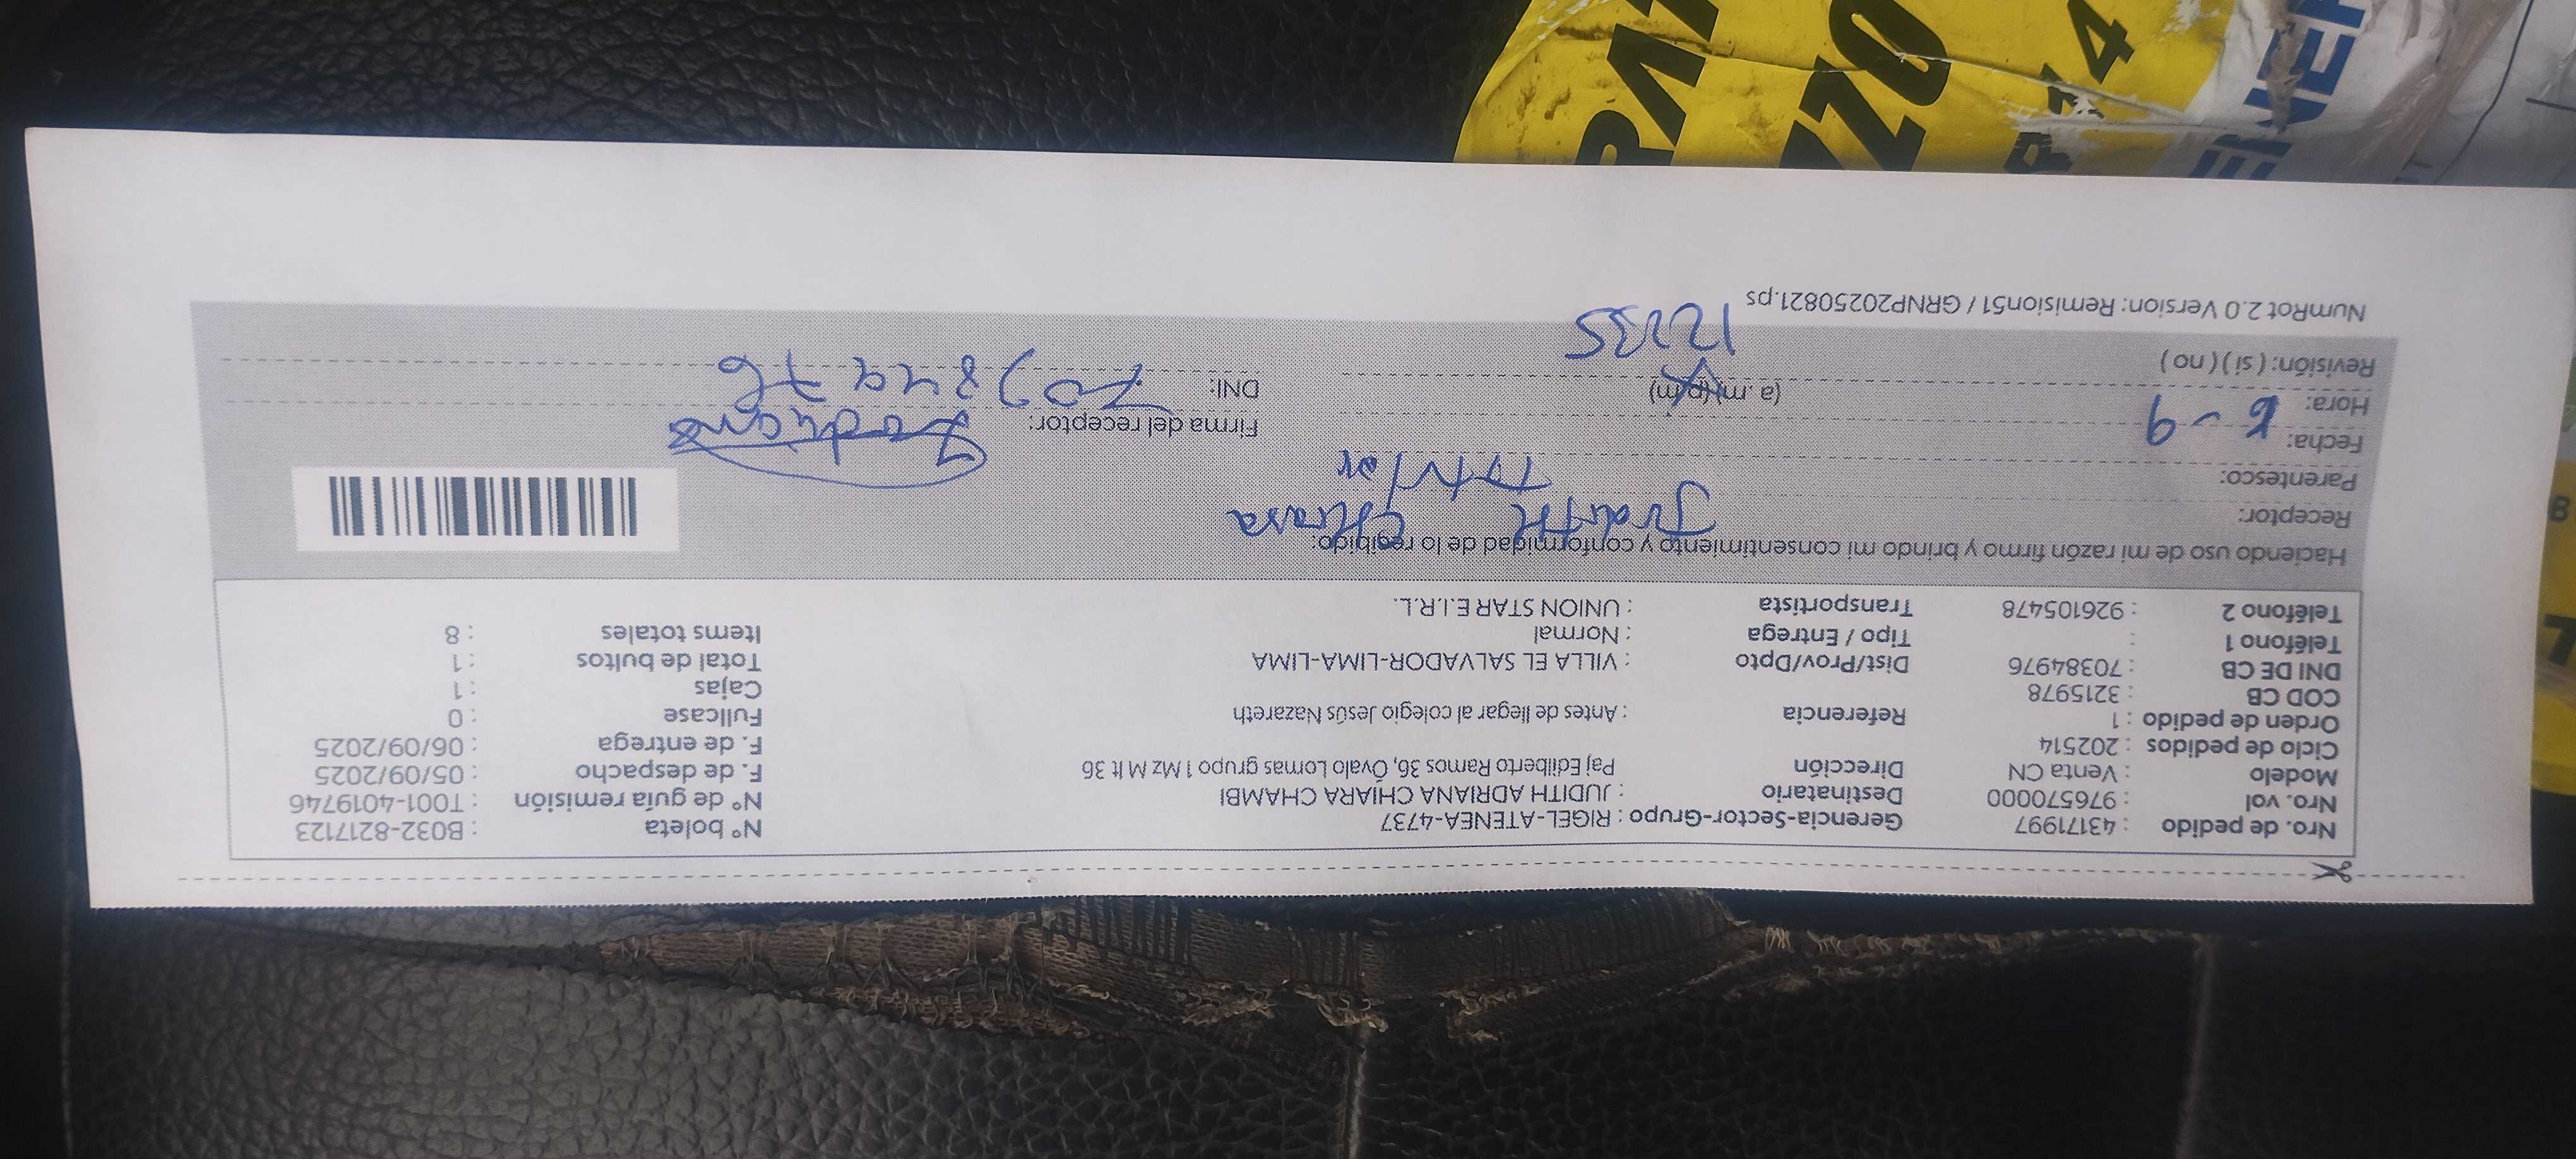 Nro. de pedido : 43171997 Gerencia-Sector-Grupo : RIGEL-ATENEA-4737 N° boleta : B032-8217123
Nro. vol : 976570000 Destinatario : JUDITH ADRIANA CHIARA CHAMBI N° de guía remisión : T001-4019746
Modelo : Venta CN Dirección Paj Edilberto Ramos 36, Óvalo Lomas grupo 1 Mz M lt 36 F. de despacho : 05/09/2025
Ciclo de pedidos : 202514 F. de entrega : 06/09/2025
Orden de pedido : 1 Referencia : Antes de llegar al colegio Jesús Nazareth Fullcase : 0
COD CB : 3215978 Cajas : 1
DNI DE CB : 70384976 Dist/Prov/Dpto : VILLA EL SALVADOR-LIMA-LIMA Total de bultos : 1
Teléfono 1 : Tipo / Entrega : Normal Items totales : 8
Teléfono 2 : 926105478 Transportista : UNION STAR E.I.R.L.
Haciendo uso de mi razón firmo y brindo mi consentimiento y conformidad de lo recibido:
Receptor: Judith
Parentesco:
Fecha: 6-9 Firma del receptor:
Hora: (a.m)(p.m) DNI: 70384976
Revisión: ( si ) ( no ) 12:35
NumRot 2.0 Version: Remision51 / GRNP20250821.ps